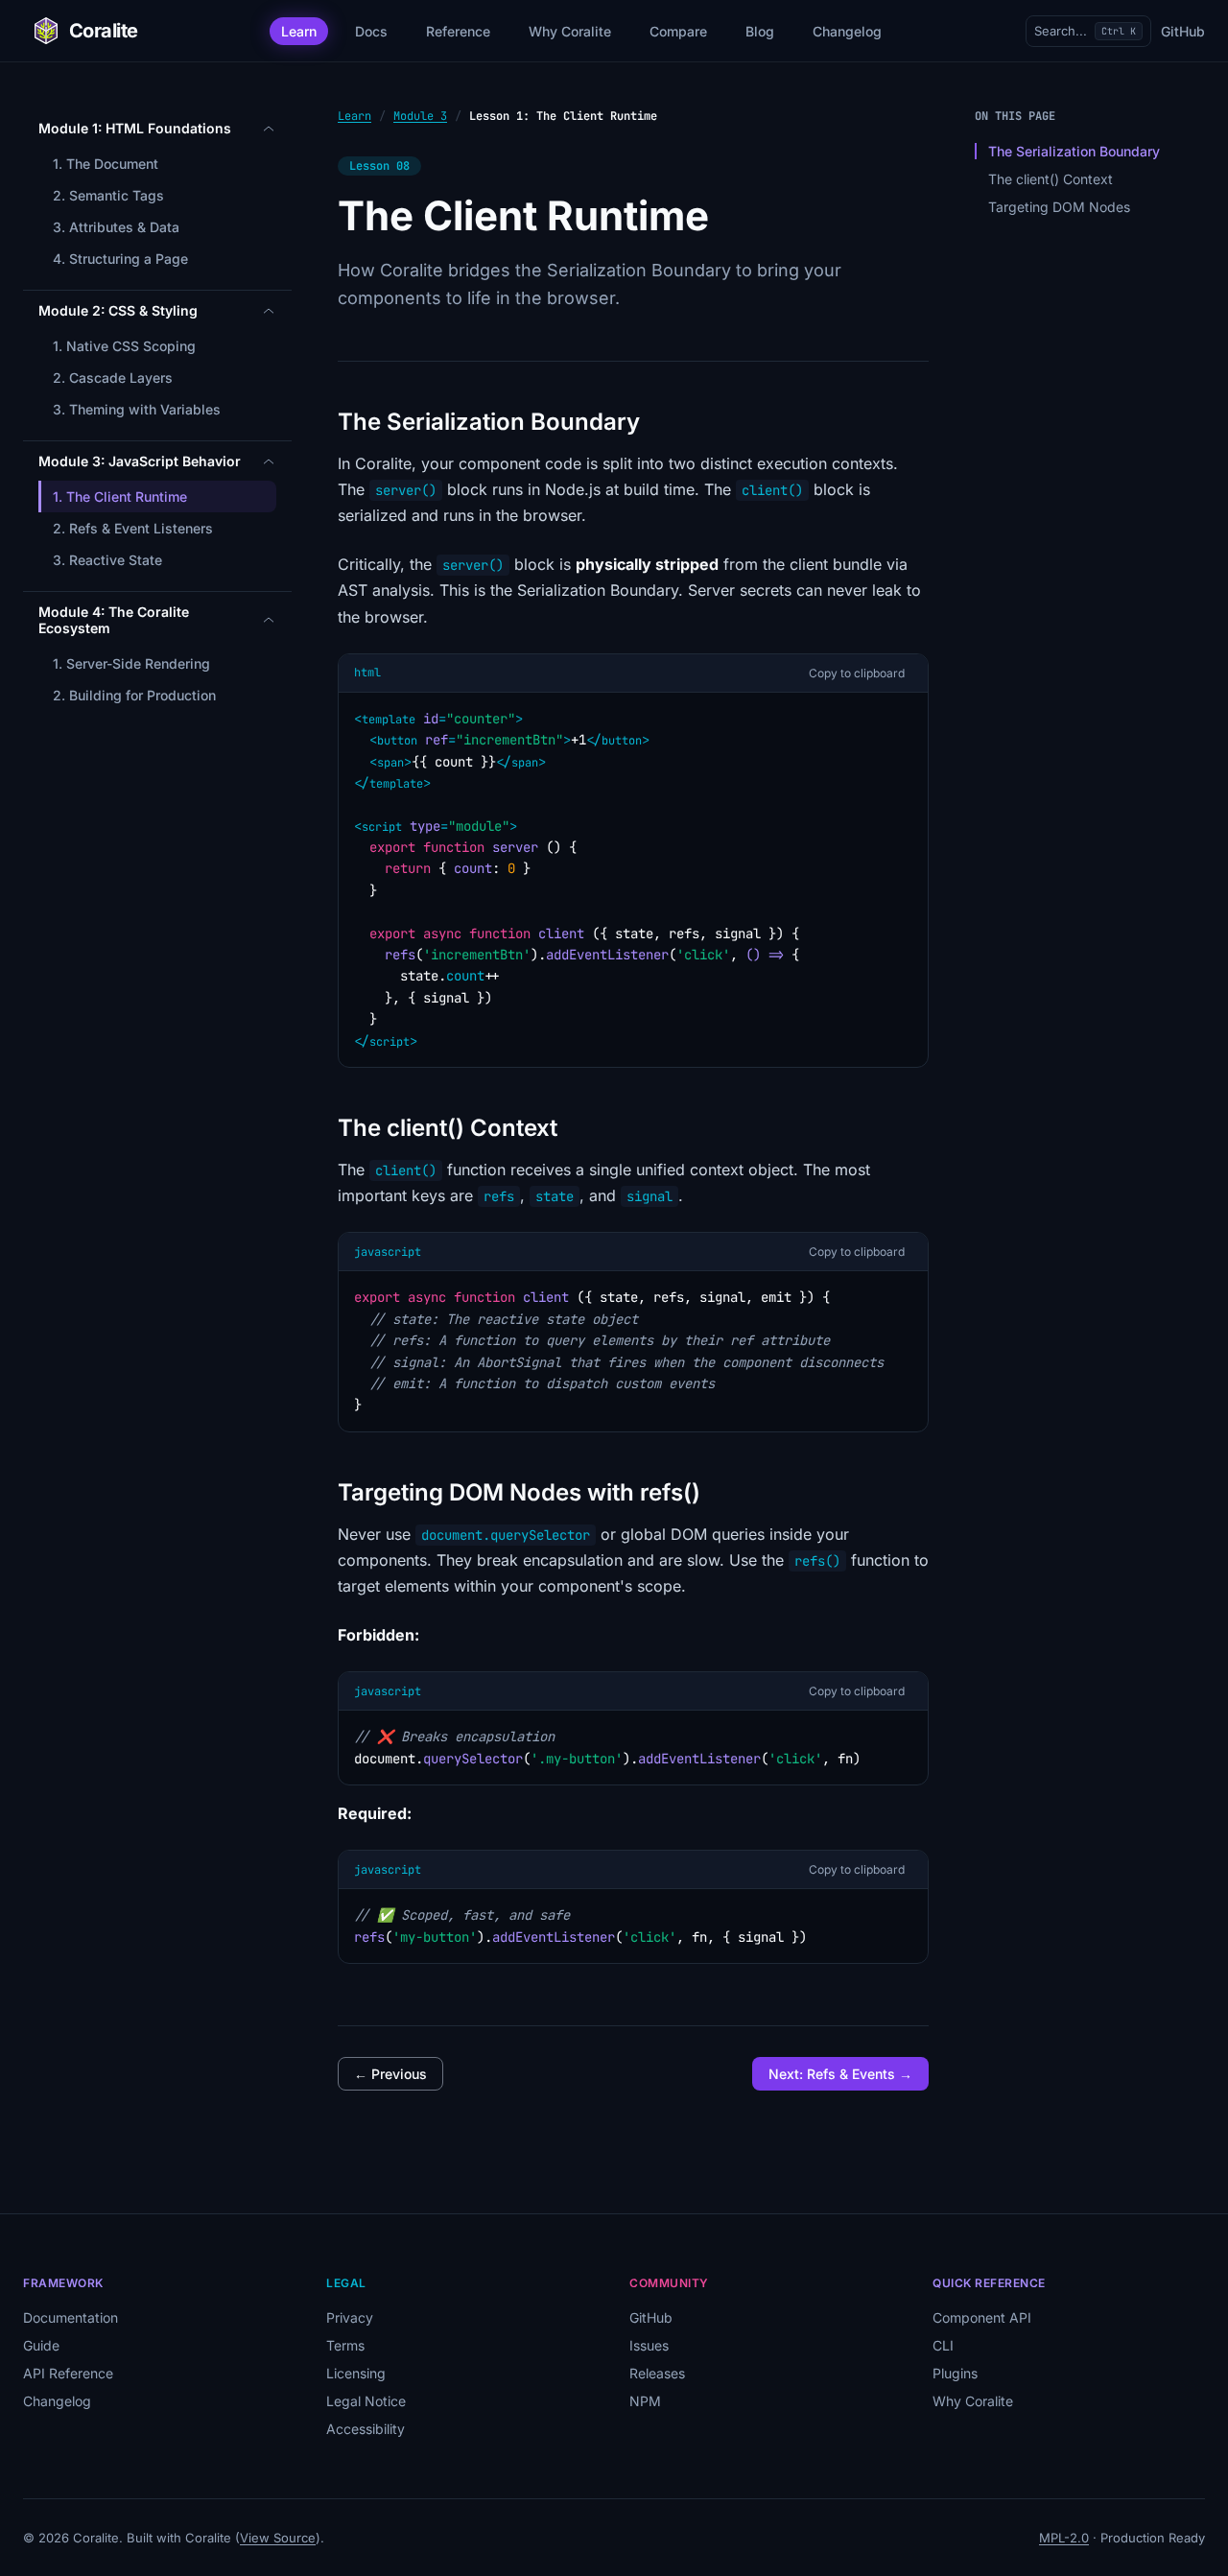 Coralite
Learn Docs Reference Why Coralite Compare Blog Changelog
Search... Ctrl K GitHub
Module 1: HTML Foundations
1. The Document
2. Semantic Tags
3. Attributes & Data
4. Structuring a Page
Module 2: CSS & Styling
1. Native CSS Scoping
2. Cascade Layers
3. Theming with Variables
Module 3: JavaScript Behavior
1. The Client Runtime
2. Refs & Event Listeners
3. Reactive State
Module 4: The Coralite
Ecosystem
1. Server-Side Rendering
2. Building for Production
Learn / Module 3 / Lesson 1: The Client Runtime
Lesson 08
The Client Runtime
How Coralite bridges the Serialization Boundary to bring your
components to life in the browser.
The Serialization Boundary
In Coralite, your component code is split into two distinct execution contexts.
The server() block runs in Node.js at build time. The client() block is
serialized and runs in the browser.
Critically, the server() block is physically stripped from the client bundle via
AST analysis. This is the Serialization Boundary. Server secrets can never leak to
the browser.
html Copy to clipboard
<template id="counter">
  <button ref="incrementBtn">+1</button>
  <span>{{ count }}</span>
</template>
<script type="module">
  export function server () {
    return { count: 0 }
  }
  export async function client ({ state, refs, signal }) {
    refs('incrementBtn').addEventListener('click', () => {
      state.count++
    }, { signal })
  }
</script>
The client() Context
The client() function receives a single unified context object. The most
important keys are refs, state, and signal.
javascript Copy to clipboard
export async function client ({ state, refs, signal, emit }) {
  // state: The reactive state object
  // refs: A function to query elements by their ref attribute
  // signal: An AbortSignal that fires when the component disconnects
  // emit: A function to dispatch custom events
}
Targeting DOM Nodes with refs()
Never use document.querySelector or global DOM queries inside your
components. They break encapsulation and are slow. Use the refs() function to
target elements within your component's scope.
Forbidden:
javascript Copy to clipboard
// ❌ Breaks encapsulation
document.querySelector('.my-button').addEventListener('click', fn)
Required:
javascript Copy to clipboard
// ✅ Scoped, fast, and safe
refs('my-button').addEventListener('click', fn, { signal })
← Previous
Next: Refs & Events →
ON THIS PAGE
The Serialization Boundary
The client() Context
Targeting DOM Nodes
FRAMEWORK
Documentation
Guide
API Reference
Changelog
LEGAL
Privacy
Terms
Licensing
Legal Notice
Accessibility
COMMUNITY
GitHub
Issues
Releases
NPM
QUICK REFERENCE
Component API
CLI
Plugins
Why Coralite
© 2026 Coralite. Built with Coralite (View Source).
MPL-2.0 · Production Ready